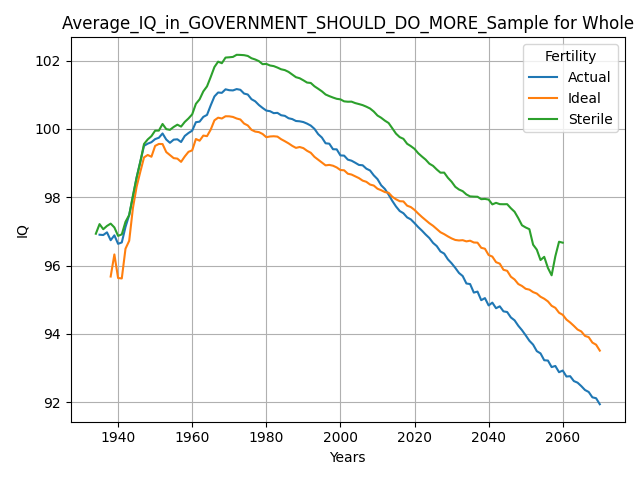 Average_IQ_in_GOVERNMENT_SHOULD_DO_MORE_Sample for Whole
Fertility
Actual
Ideal
Sterile
IQ
102
100
98
96
94
92
1940 1960 1980 2000 2020 2040 2060
Years